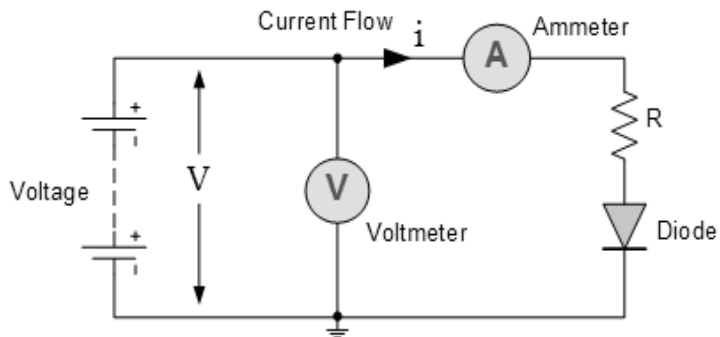 Current Flow
i
Ammeter
A
+
R
Voltage
V
V
Voltmeter
Diode
+